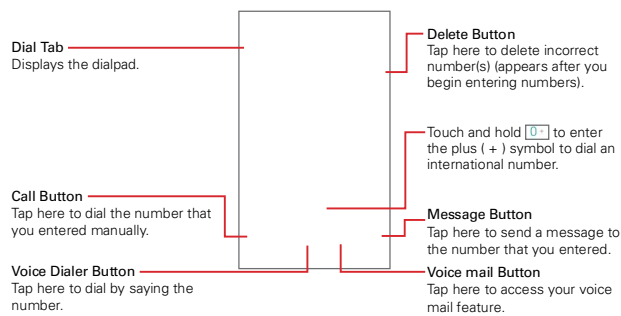 Dial Tab
Displays the dialpad.
Call Button
Tap here to dial the number that
you entered manually.
Voice Dialer Button
Tap here to dial by saying the
number.
Delete Button
Tap here to delete incorrect
number(s) (appears after you
begin entering numbers).
Touch and hold 0+ to enter
the plus ( + ) symbol to dial an
international number.
Message Button
Tap here to send a message to
the number that you entered.
Voice mail Button
Tap here to access your voice
mail feature.